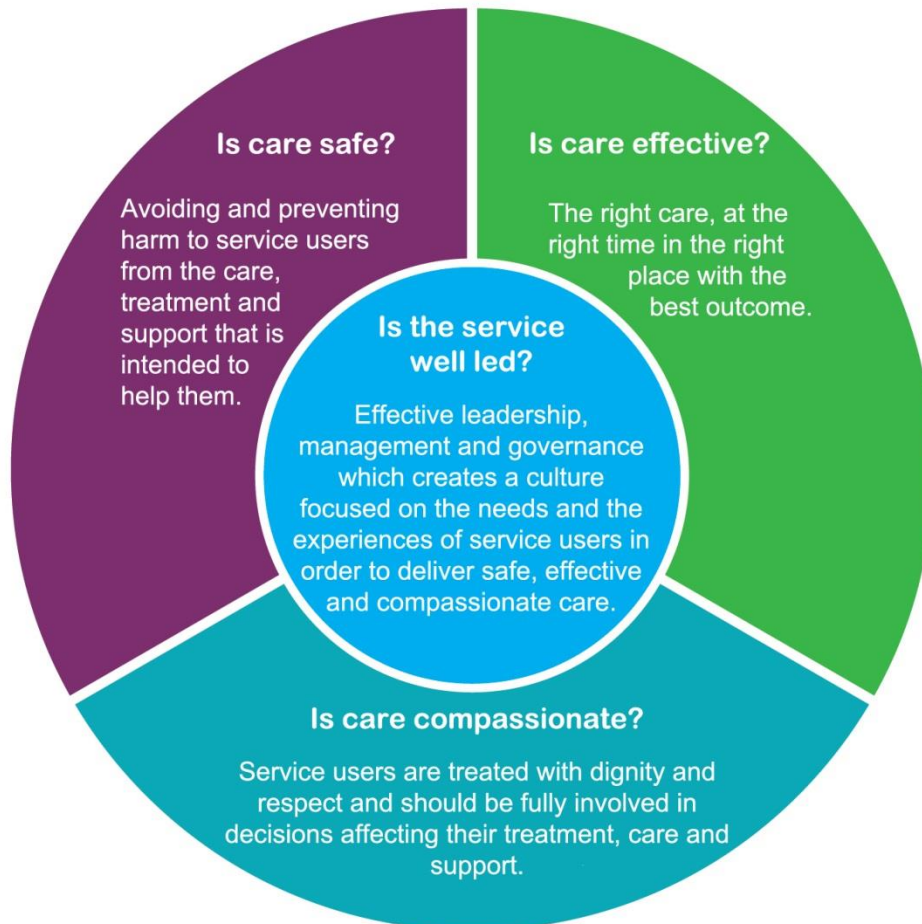 Is care safe?
Avoiding and preventing
harm to service users
from the care,
treatment and
support that is
intended to
help them.
Is care effective?
The right care, at the
right time in the right
place with the
best outcome.
Is the service
well led?
Effective leadership,
management and governance
which creates a culture
focused on the needs and the
experiences of service users in
order to deliver safe, effective
and compassionate care.
Is care compassionate?
Service users are treated with dignity and
respect and should be fully involved in
decisions affecting their treatment, care and
support.